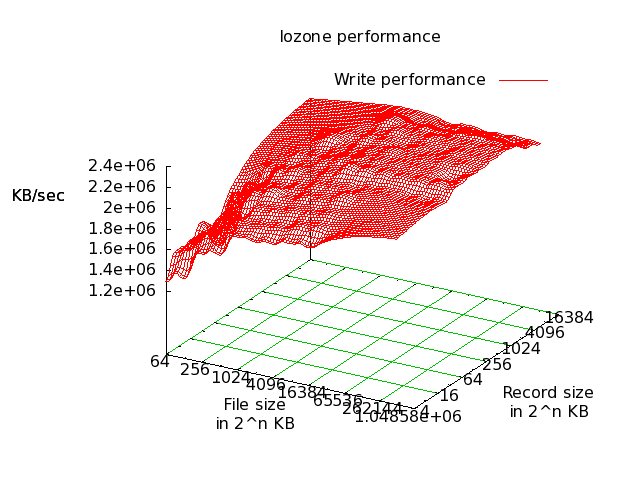 Iozone performance
Write performance
2.4e+06
2.2e+06
2e+06
1.8e+06
1.6e+06
1.4e+06
1.2e+06
KB/sec
64
256
1024
4096
16384
65536
262144
1.04858e+06
File size
in 2^n KB
4
16
64
256
1024
4096
16384
Record size
in 2^n KB